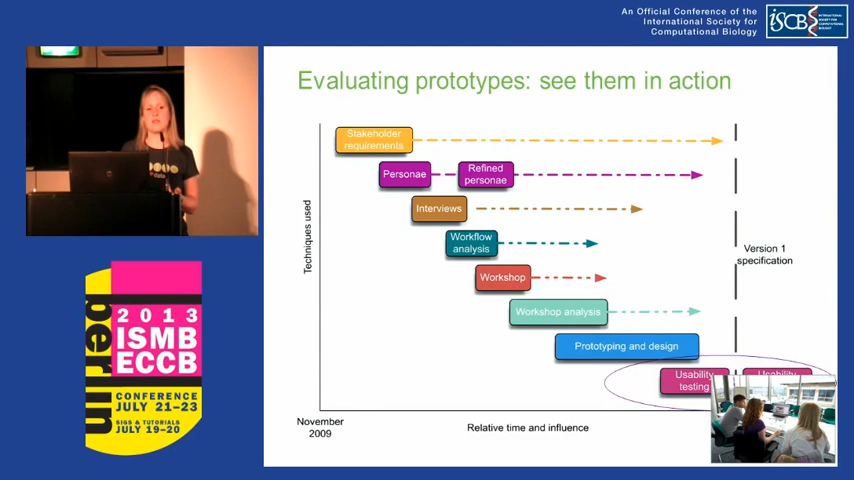 An Official Conference of the
International Society for
Computational Biology
iSCB
INTERNATIONAL
SOCIETY FOR
COMPUTATIONAL
BIOLOGY
Evaluating prototypes: see them in action
Stakeholder
requirements
Personae
Refined
personae
Interviews
Workflow
analysis
Workshop
Workshop analysis
Prototyping and design
Usability
testing
Usability
Version 1
specification
Techniques used
November
2009
Relative time and influence
berlin
2013
ISMB
ECCB
CONFERENCE
JULY 21–23
SIGS & TUTORIALS
JULY 19–20